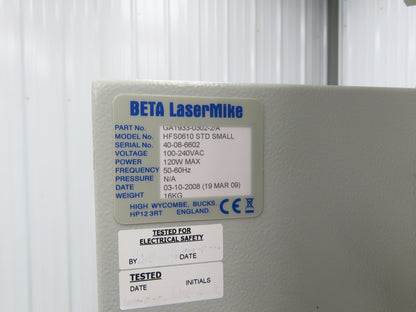 BETA LaserMike
PART No. GAT933-0302-2/A
MODEL No. HFS0610 STD SMALL
SERIAL No. 40-08-6602
VOLTAGE 100-240VAC
POWER 120W MAX
FREQUENCY 50-60Hz
PRESSURE N/A
DATE 03-10-2008 (19 MAR 09)
WEIGHT 16KG
HIGH WYCOMBE, BUCKS.
HP12 3RT ENGLAND. CE
TESTED FOR
ELECTRICAL SAFETY
BY DATE
TESTED
DATE INITIALS